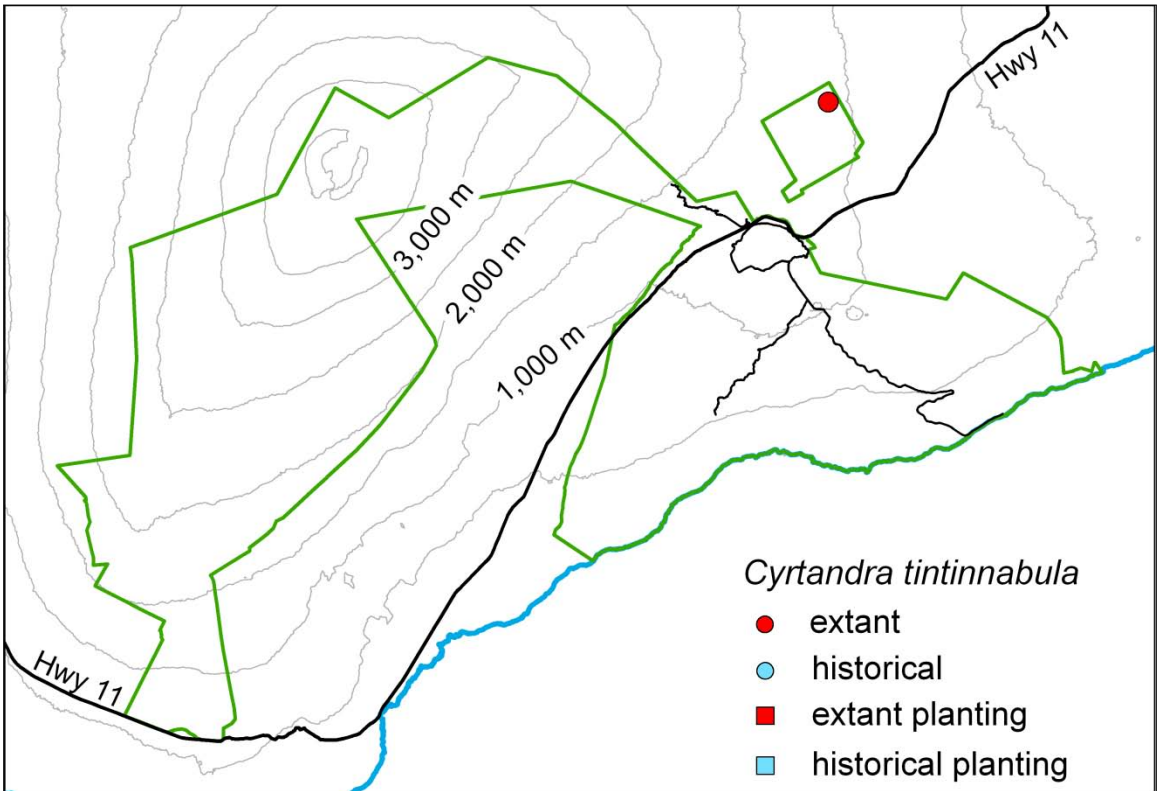 Hwy 11
3,000 m
2,000 m
1,000 m
Hwy 11
Cyrtandra tintinnabula
extant
historical
extant planting
historical planting